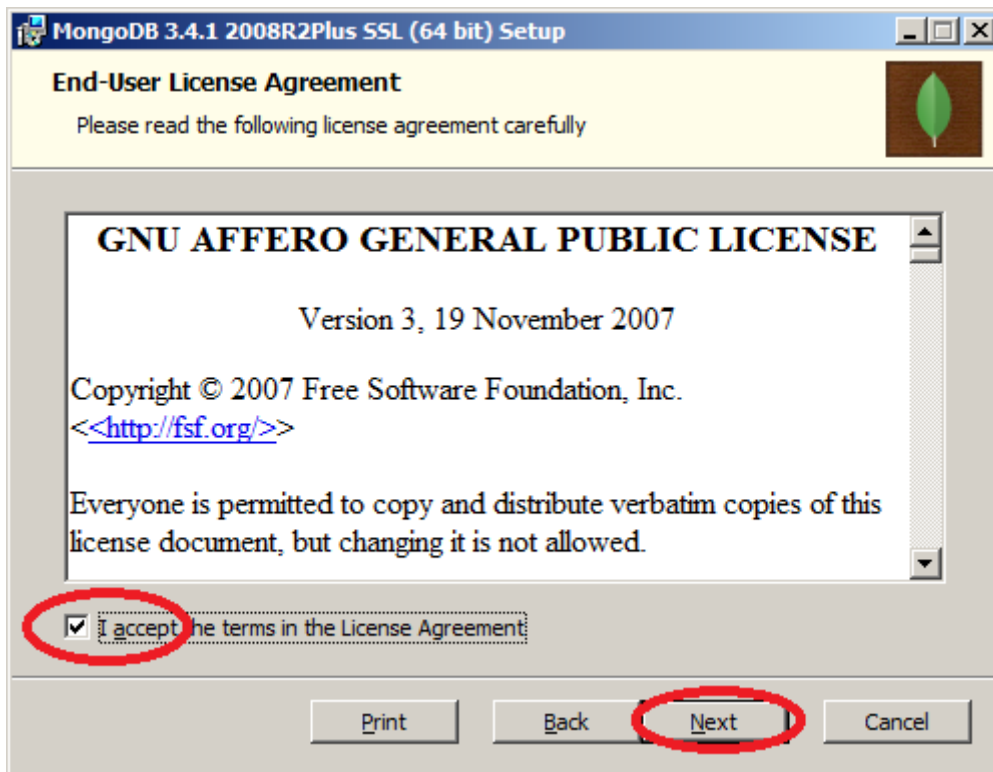 MongoDB 3.4.1 2008R2Plus SSL (64 bit) Setup
End-User License Agreement
Please read the following license agreement carefully
GNU AFFERO GENERAL PUBLIC LICENSE
Version 3, 19 November 2007
Copyright © 2007 Free Software Foundation, Inc.
<<http://fsf.org/>>
Everyone is permitted to copy and distribute verbatim copies of this
license document, but changing it is not allowed.
I accept the terms in the License Agreement
Print Back Next Cancel